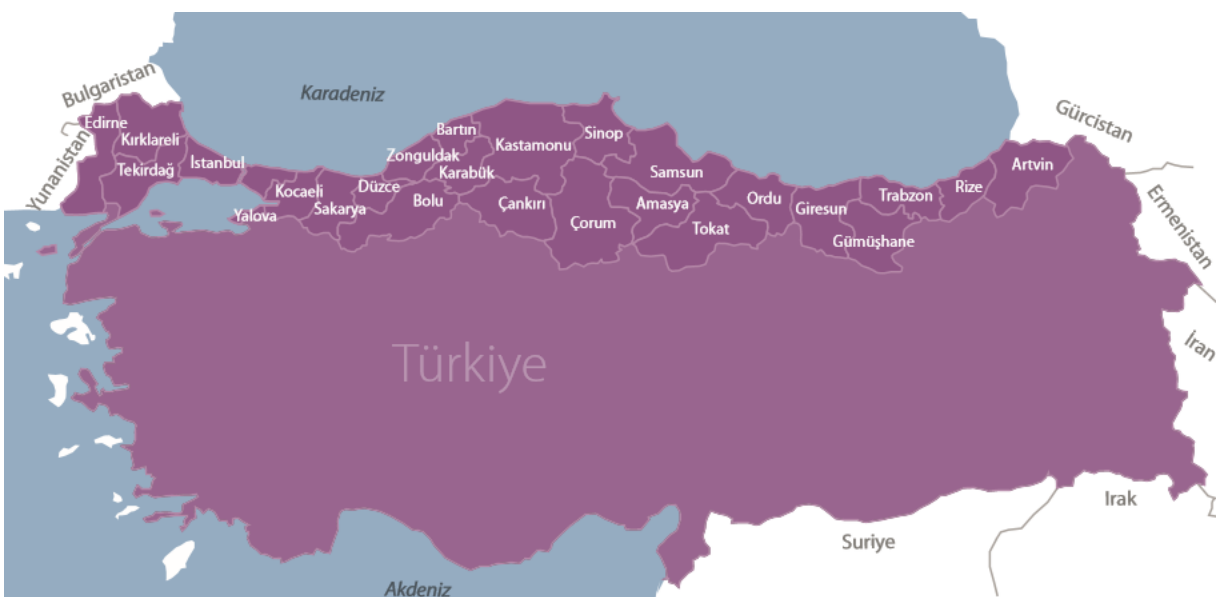 Bulgaristan
Karadeniz
Gürcistan
Edirne
Kırklareli
Yunanistan
Tekirdağ
İstanbul
Bartın
Zonguldak
Karabük
Kastamonu
Sinop
Samsun
Artvin
Rize
Trabzon
Ermenistan
Kocaeli
Düzce
Yalova
Sakarya
Bolu
Çankırı
Çorum
Amasya
Tokat
Ordu
Giresun
Gümüşhane
Türkiye
İran
Irak
Suriye
Akdeniz